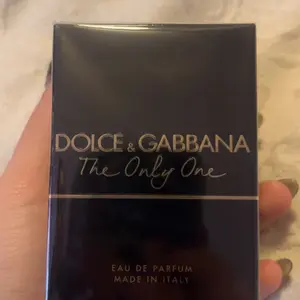 DOLCE & GABBANA
The Only One
EAU DE PARFUM
MADE IN ITALY